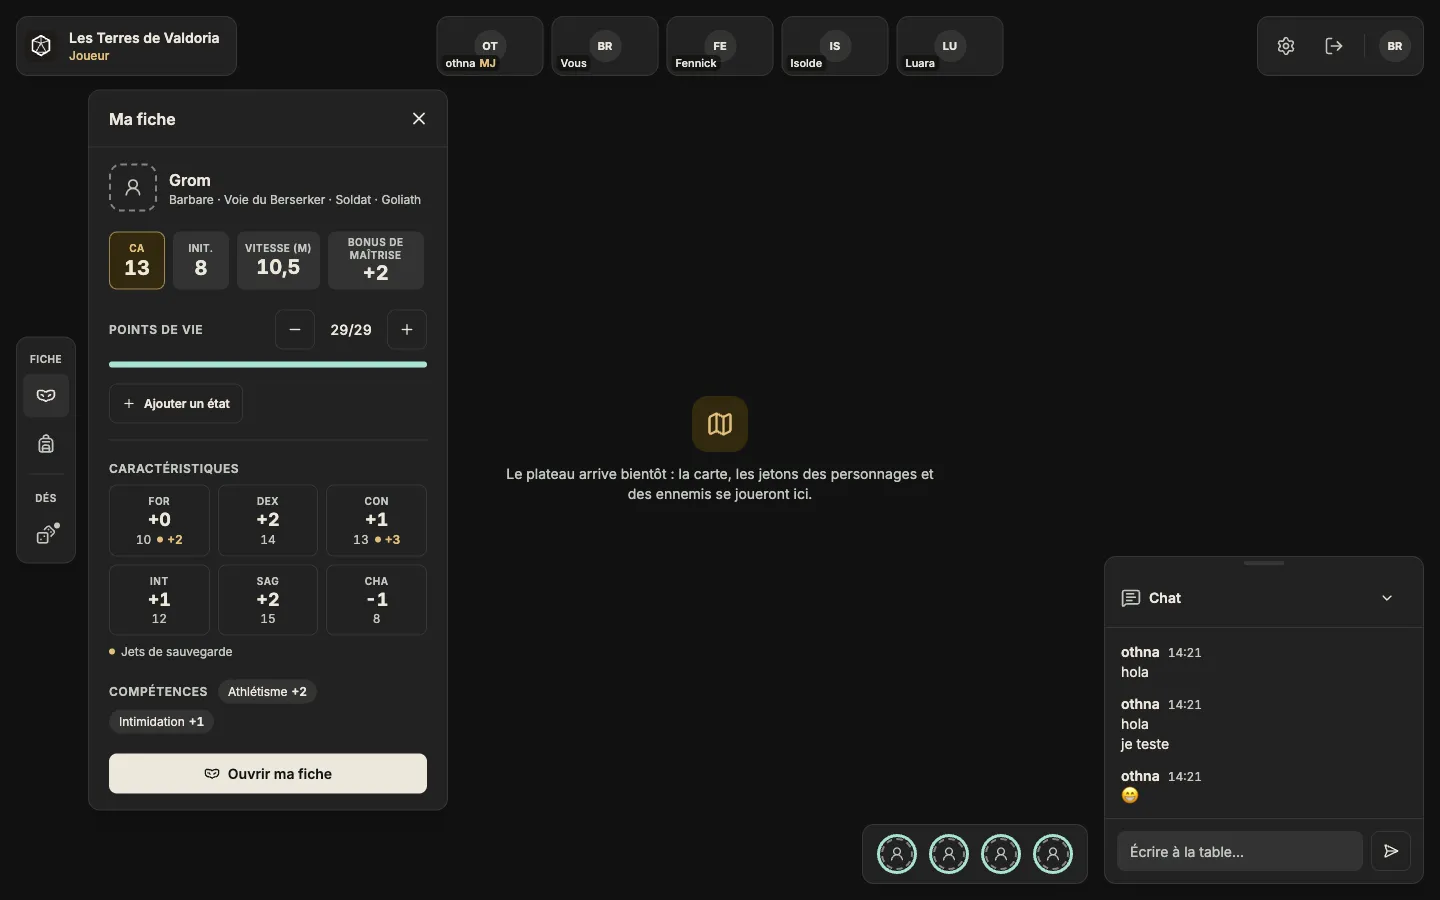 Les Terres de Valdoria
Joueur
OT
othna MJ
BR
Vous
FE
Fennick
IS
Isolde
LU
Luara
BR
Ma fiche
Grom
Barbare · Voie du Berserker · Soldat · Goliath
CA
13
INIT.
8
VITESSE (M)
10,5
BONUS DE
MAÎTRISE
+2
POINTS DE VIE
29/29
Ajouter un état
CARACTÉRISTIQUES
FOR
+0
10 • +2
DEX
+2
14
CON
+1
13 • +3
INT
+1
12
SAG
+2
15
CHA
-1
8
Jets de sauvegarde
COMPÉTENCES
Athlétisme +2
Intimidation +1
Ouvrir ma fiche
FICHE
DÉS
Le plateau arrive bientôt : la carte, les jetons des personnages et
des ennemis se joueront ici.
Chat
othna 14:21
hola
othna 14:21
hola
je teste
othna 14:21
😁
Écrire à la table...